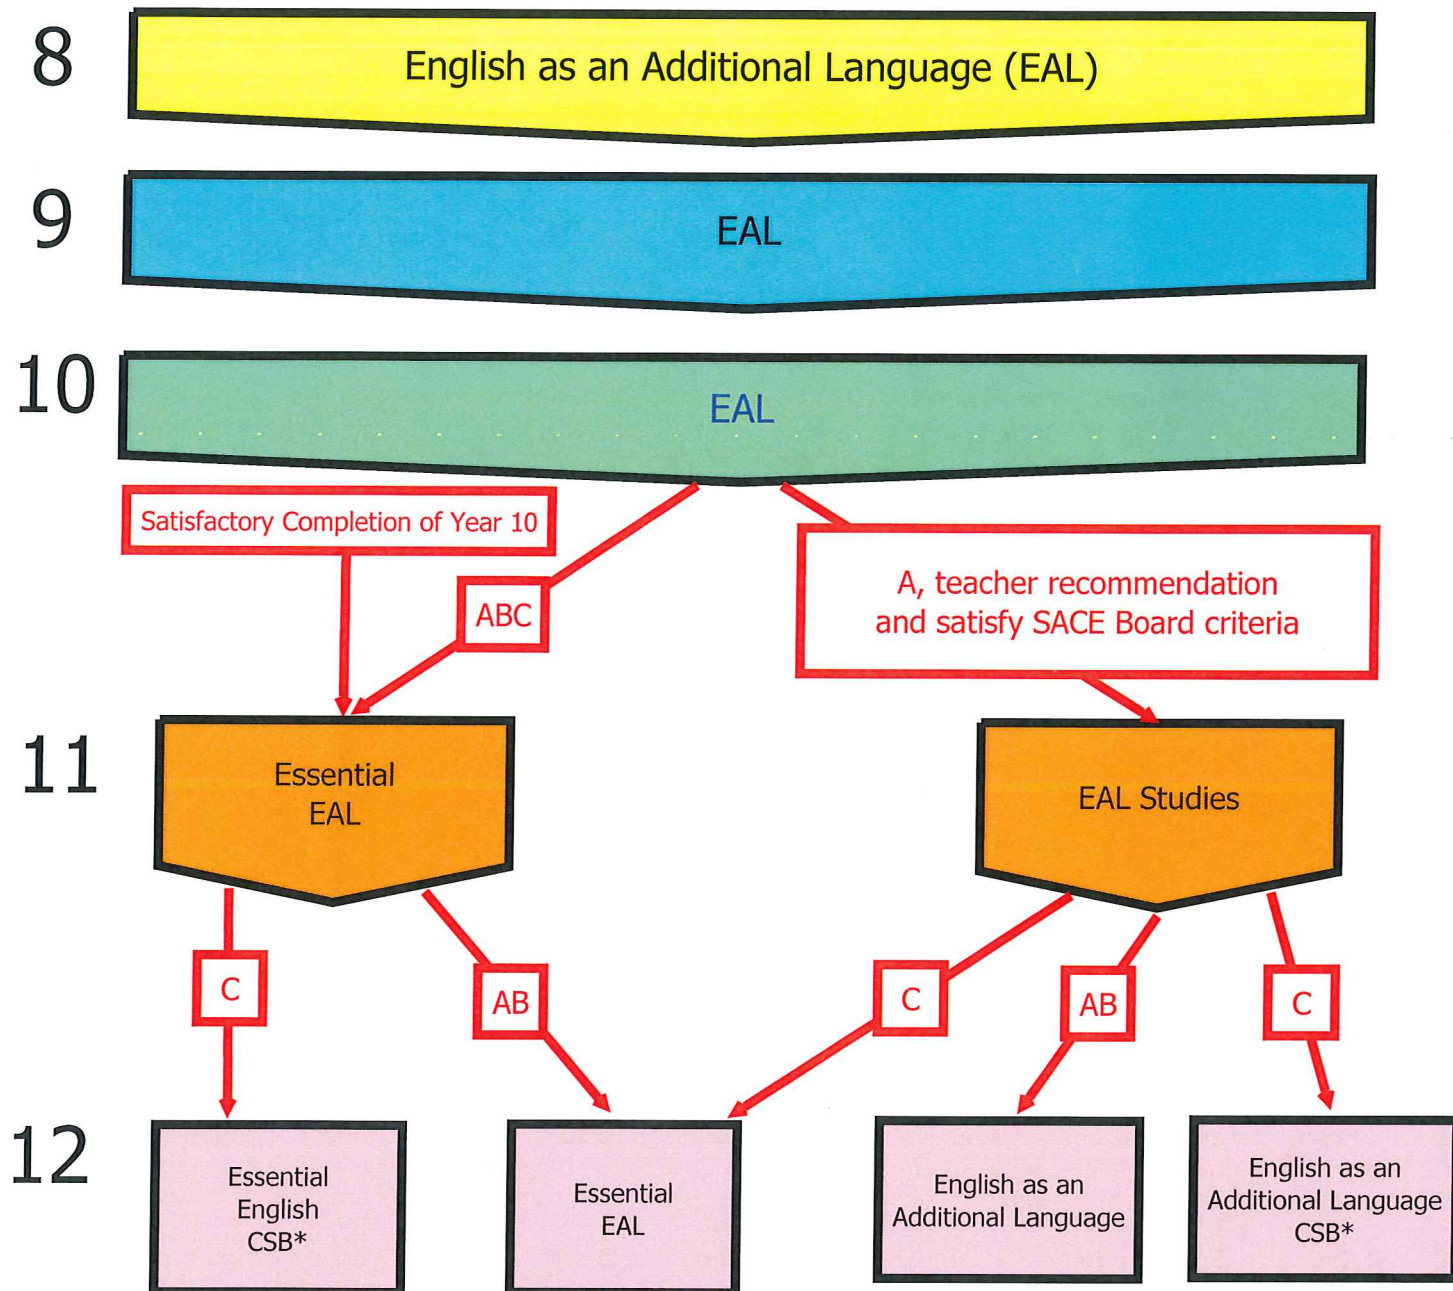 8
English as an Additional Language (EAL)
9
EAL
10
EAL
Satisfactory Completion of Year 10
ABC
A, teacher recommendation
and satisfy SACE Board criteria
11
Essential
EAL
EAL Studies
C
AB
C
AB
C
12
Essential
English
CSB*
Essential
EAL
English as an
Additional Language
English as an
Additional Language
CSB*